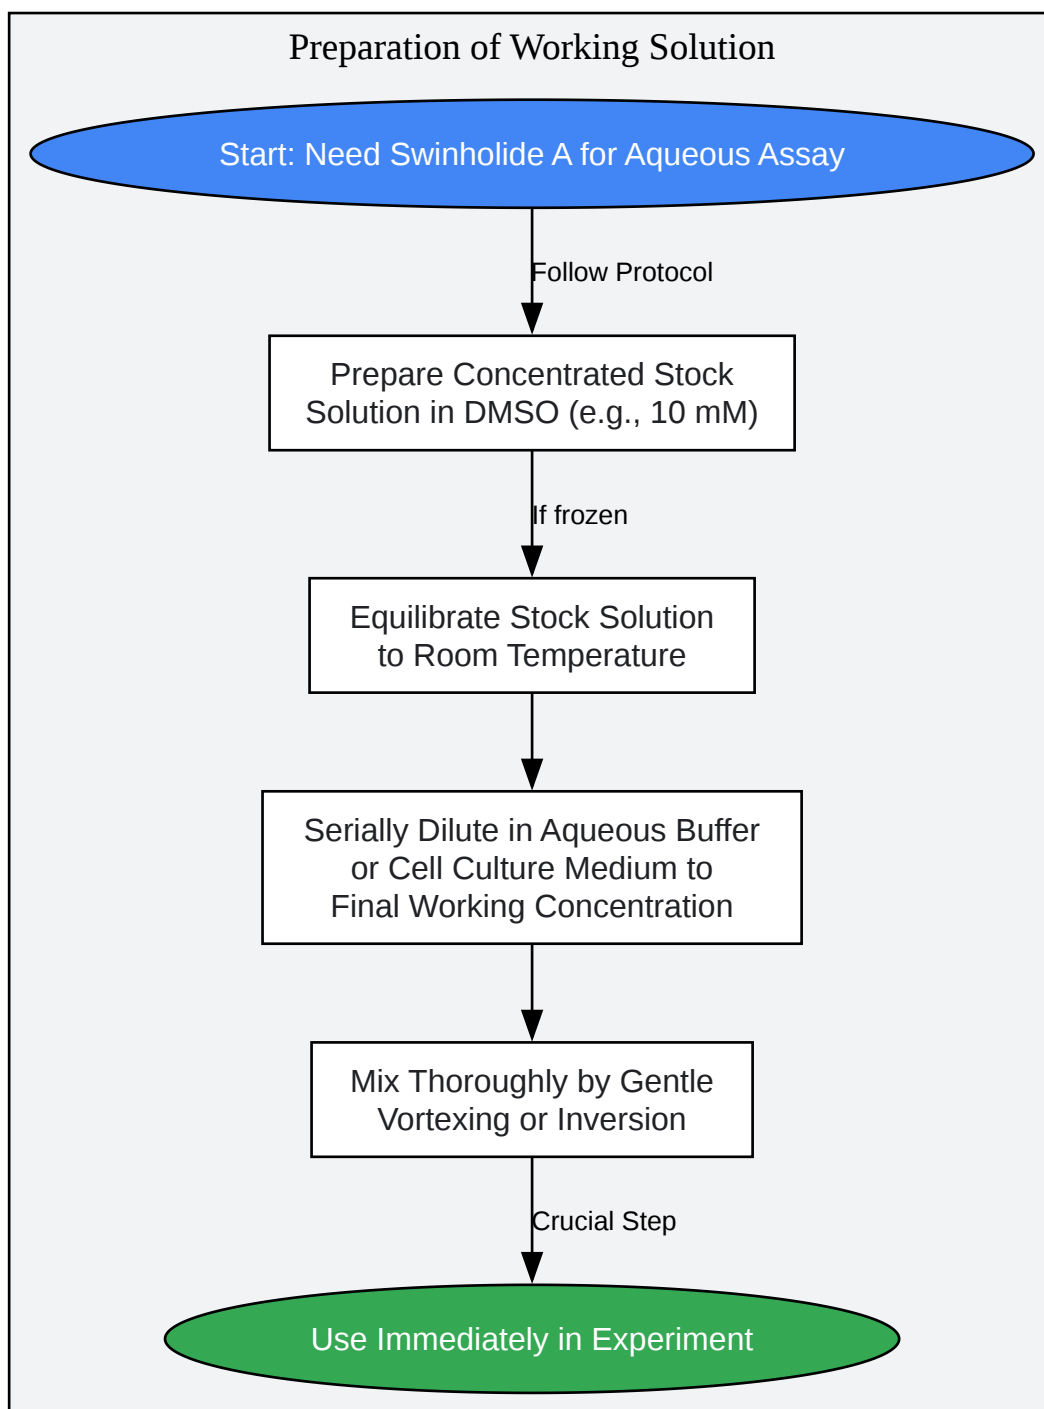 Preparation of Working Solution
Start: Need Swinholide A for Aqueous Assay
Follow Protocol
Prepare Concentrated Stock
Solution in DMSO (e.g., 10 mM)
If frozen
Equilibrate Stock Solution
to Room Temperature
Serially Dilute in Aqueous Buffer
or Cell Culture Medium to
Final Working Concentration
Mix Thoroughly by Gentle
Vortexing or Inversion
Crucial Step
Use Immediately in Experiment